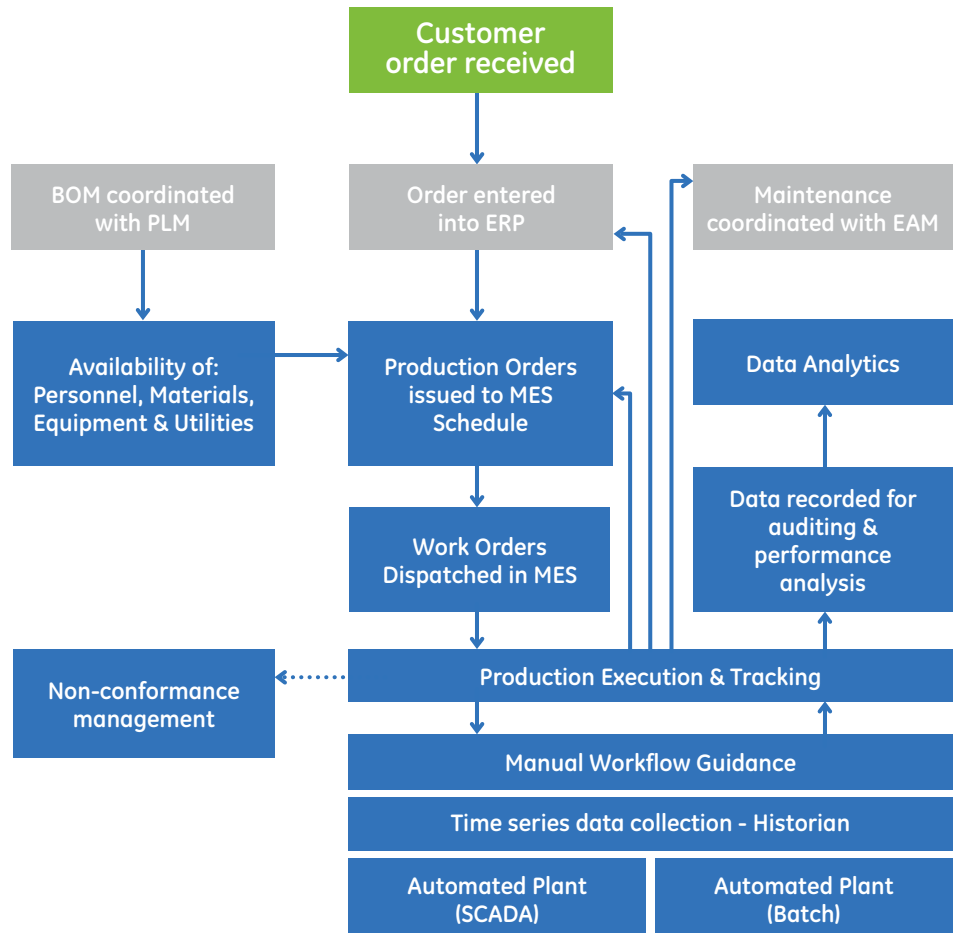 Customer
order received
BOM coordinated
with PLM
Order entered
into ERP
Maintenance
coordinated with EAM
Availability of:
Personnel, Materials,
Equipment & Utilities
Production Orders
issued to MES
Schedule
Data Analytics
Work Orders
Dispatched in MES
Data recorded for
auditing &
performance
analysis
Non-conformance
management
Production Execution & Tracking
Manual Workflow Guidance
Time series data collection - Historian
Automated Plant
(SCADA)
Automated Plant
(Batch)